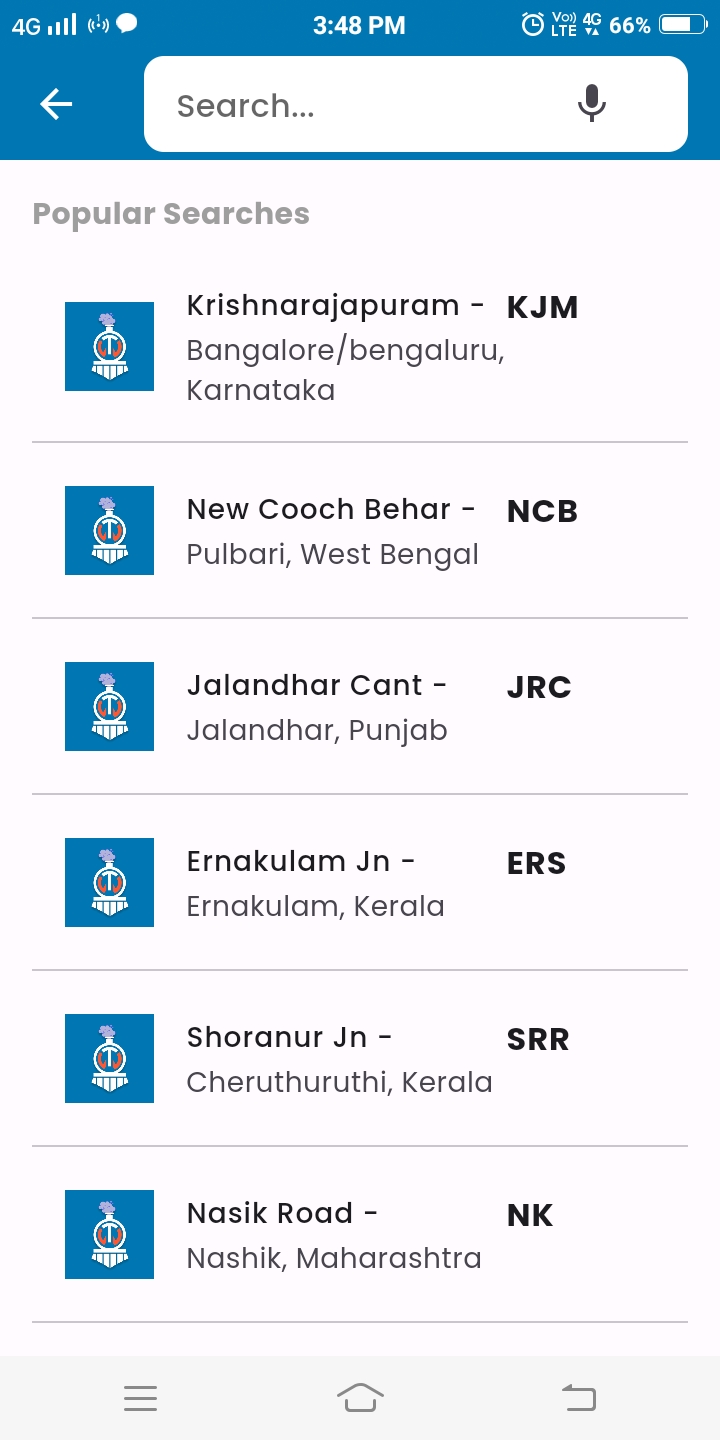 4G 3:48 PM Vo)) LTE 4G 66%
Search...
Popular Searches
Krishnarajapuram - KJM
Bangalore/bengaluru,
Karnataka
New Cooch Behar - NCB
Pulbari, West Bengal
Jalandhar Cant - JRC
Jalandhar, Punjab
Ernakulam Jn - ERS
Ernakulam, Kerala
Shoranur Jn - SRR
Cheruthuruthi, Kerala
Nasik Road - NK
Nashik, Maharashtra